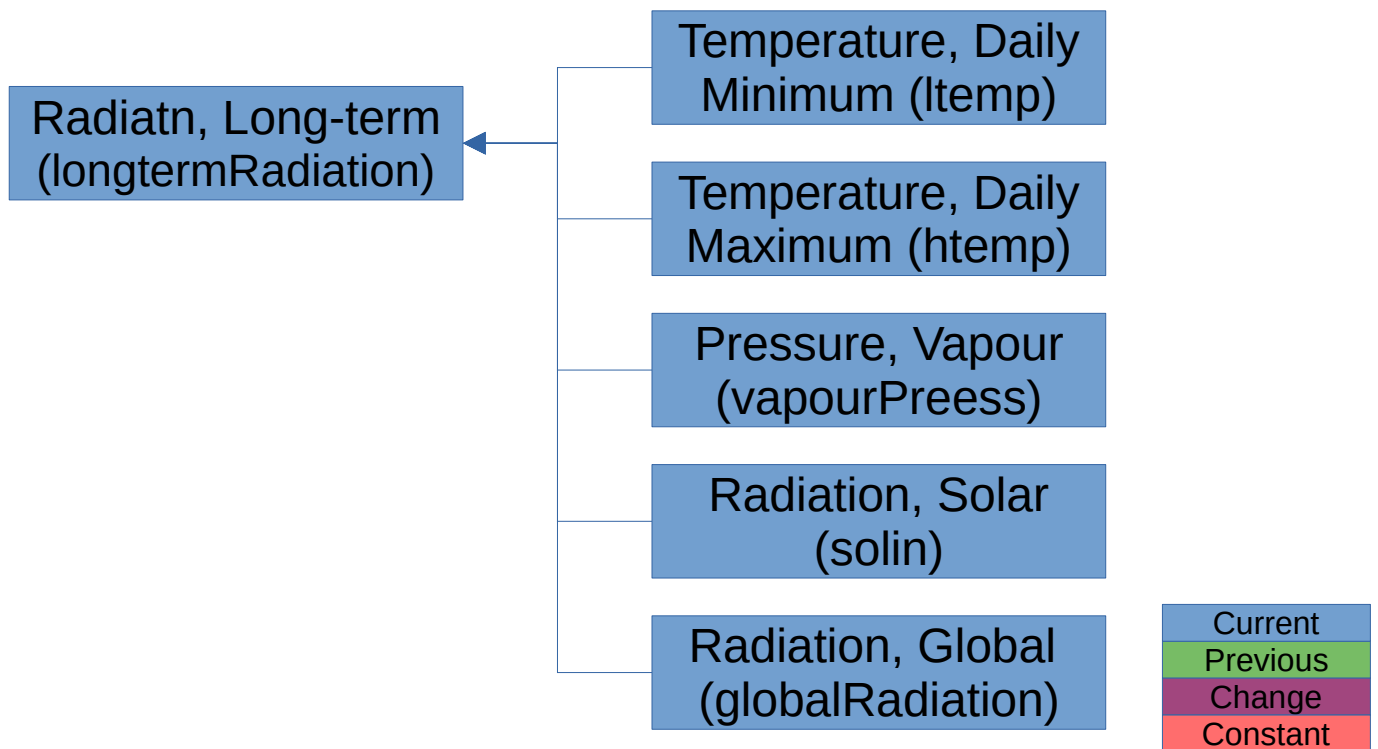 Temperature, Daily
Minimum (ltemp)
Radiatn, Long-term
(longtermRadiation)
Temperature, Daily
Maximum (htemp)
Pressure, Vapour
(vapourPreess)
Radiation, Solar
(solin)
Radiation, Global
(globalRadiation)
Current
Previous
Change
Constant